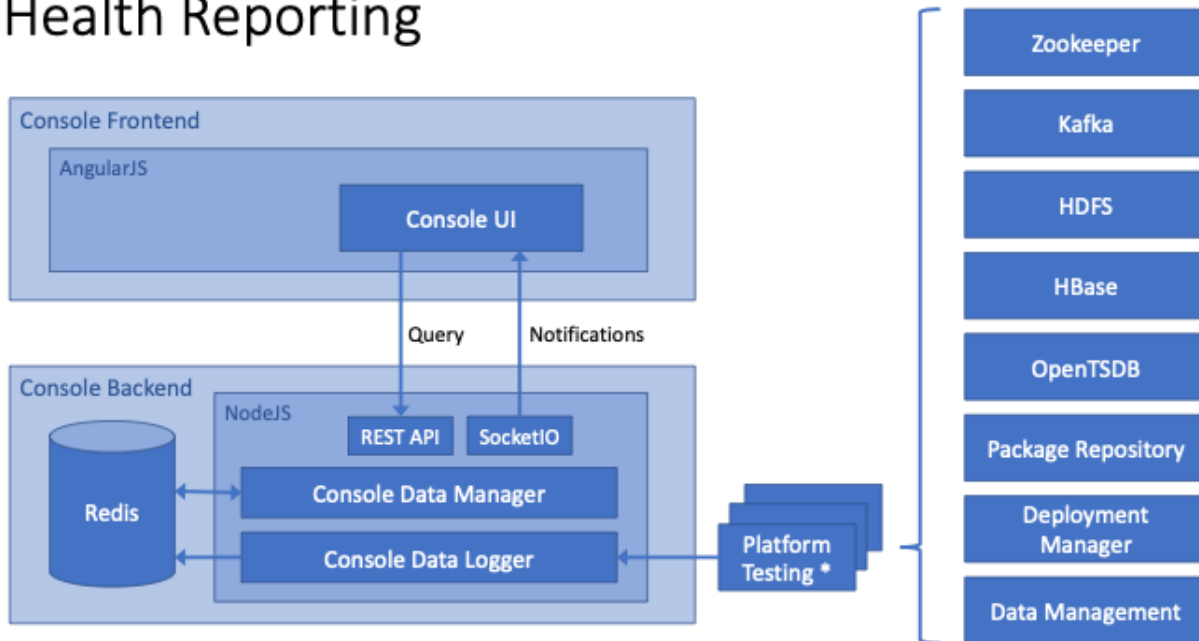 Health Reporting
Console Frontend
AngularJS
Console UI
Query
Notifications
Console Backend
NodeJS
REST API
SocketIO
Redis
Console Data Manager
Console Data Logger
Platform
Testing *
Zookeeper
Kafka
HDFS
HBase
OpenTSDB
Package Repository
Deployment
Manager
Data Management